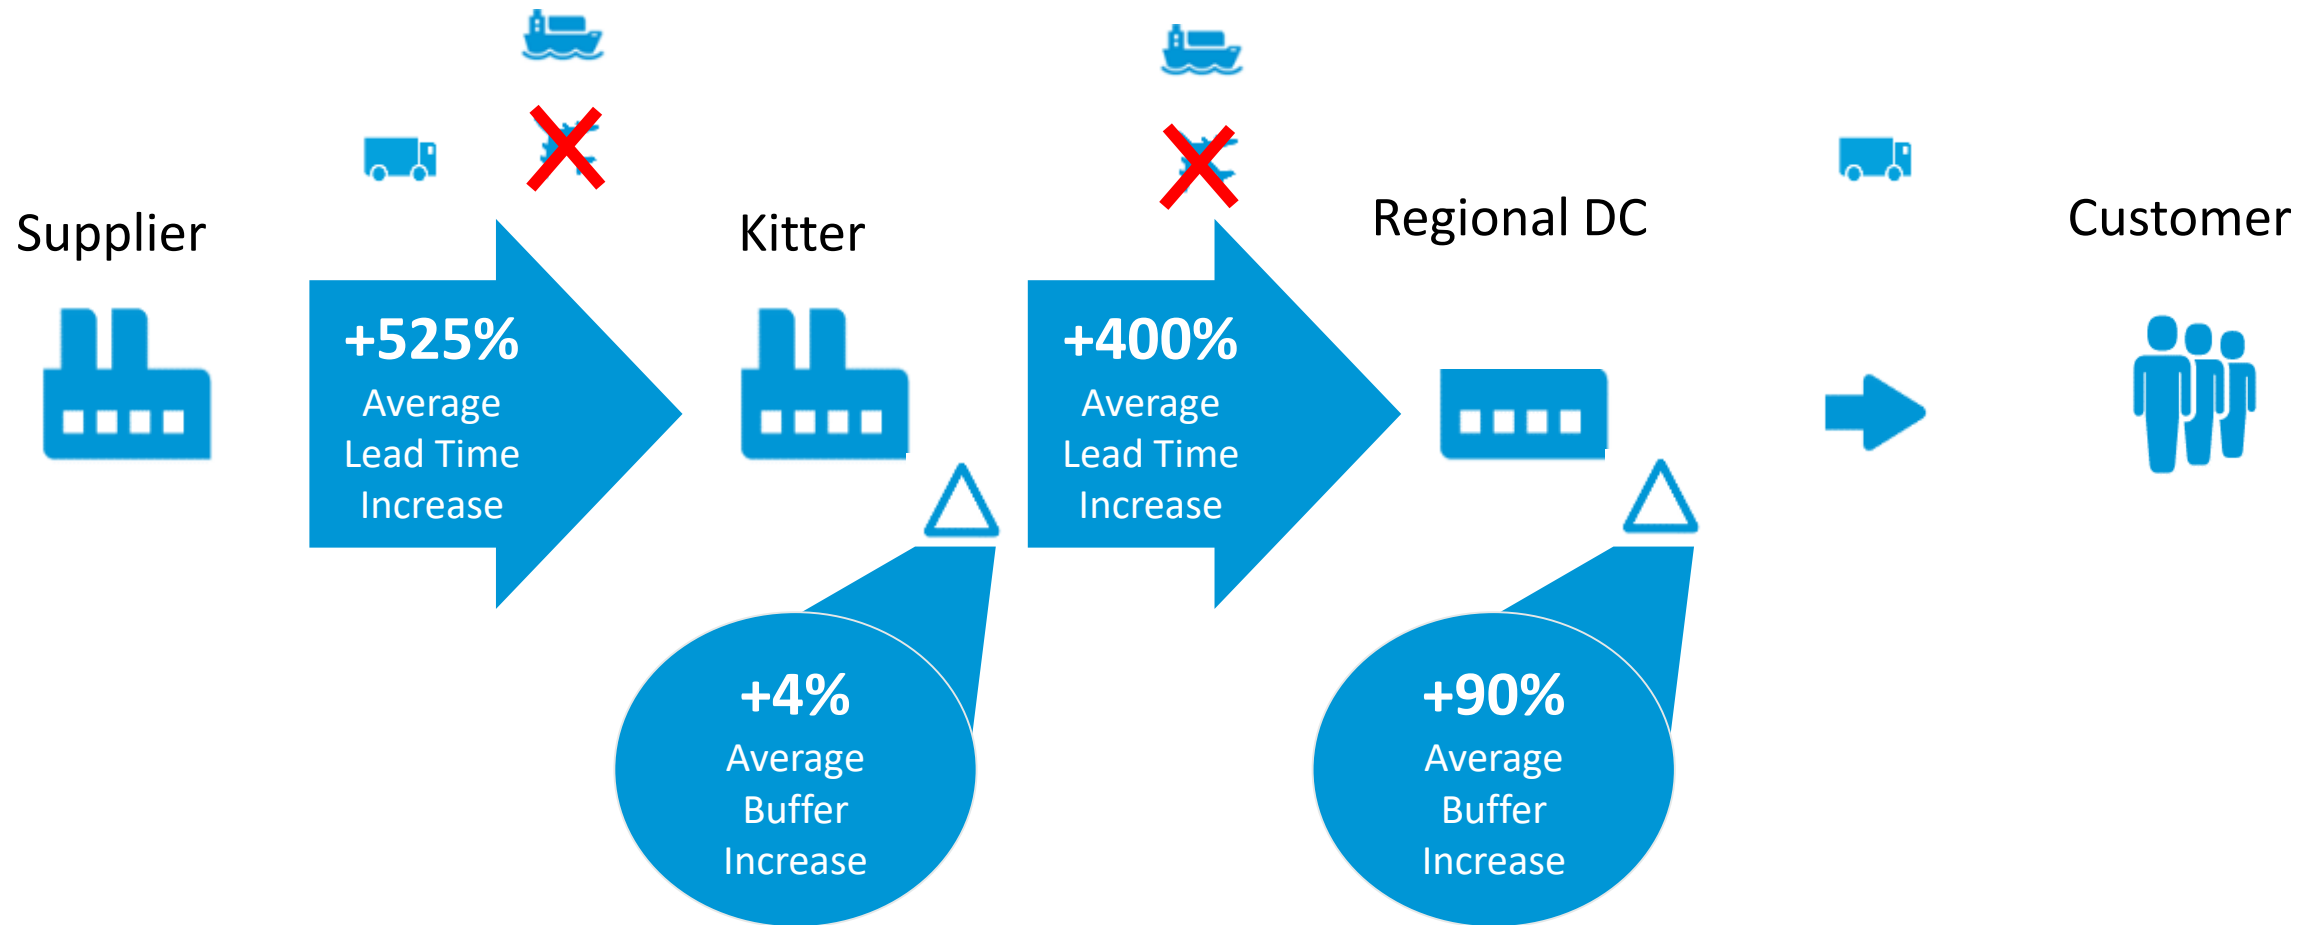 Supplier
Kitter
Regional DC
Customer
+525%
Average
Lead Time
Increase
+400%
Average
Lead Time
Increase
+4%
Average
Buffer
Increase
+90%
Average
Buffer
Increase